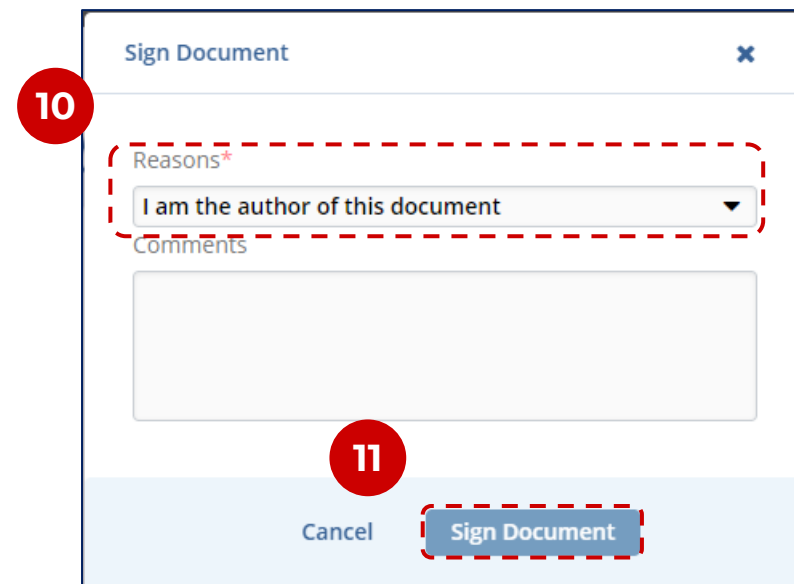 Sign Document
10
Reasons*
I am the author of this document
Comments
11
Cancel
Sign Document